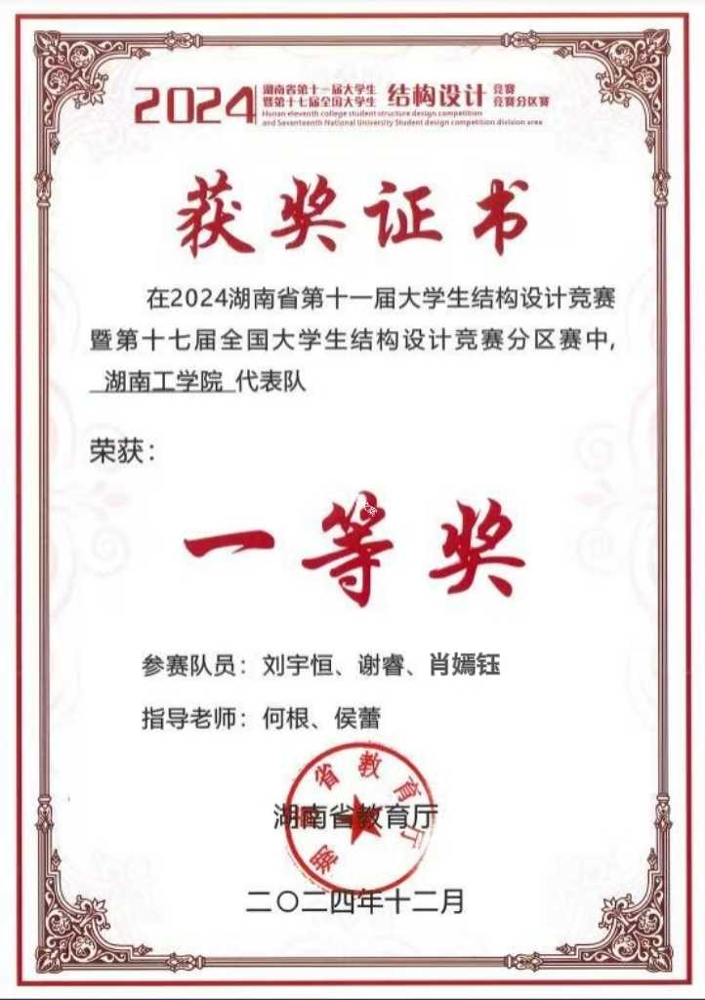 2024
湖南省第十一届大学生
暨第十七届全国大学生
结构设计
竞赛
竞赛分区赛
Hunan eleventh college student structure design competition
and Seventeenth National University Student design competition division area
获奖证书
在2024湖南省第十一届大学生结构设计竞赛
暨第十七届全国大学生结构设计竞赛分区赛中,
湖南工学院 代表队
荣获:
一等奖
参赛队员:刘宇恒、谢睿、肖嫣钰
指导老师:何根、侯蕾
湖南省教育厅
湖南省教育厅
二〇二四年十二月